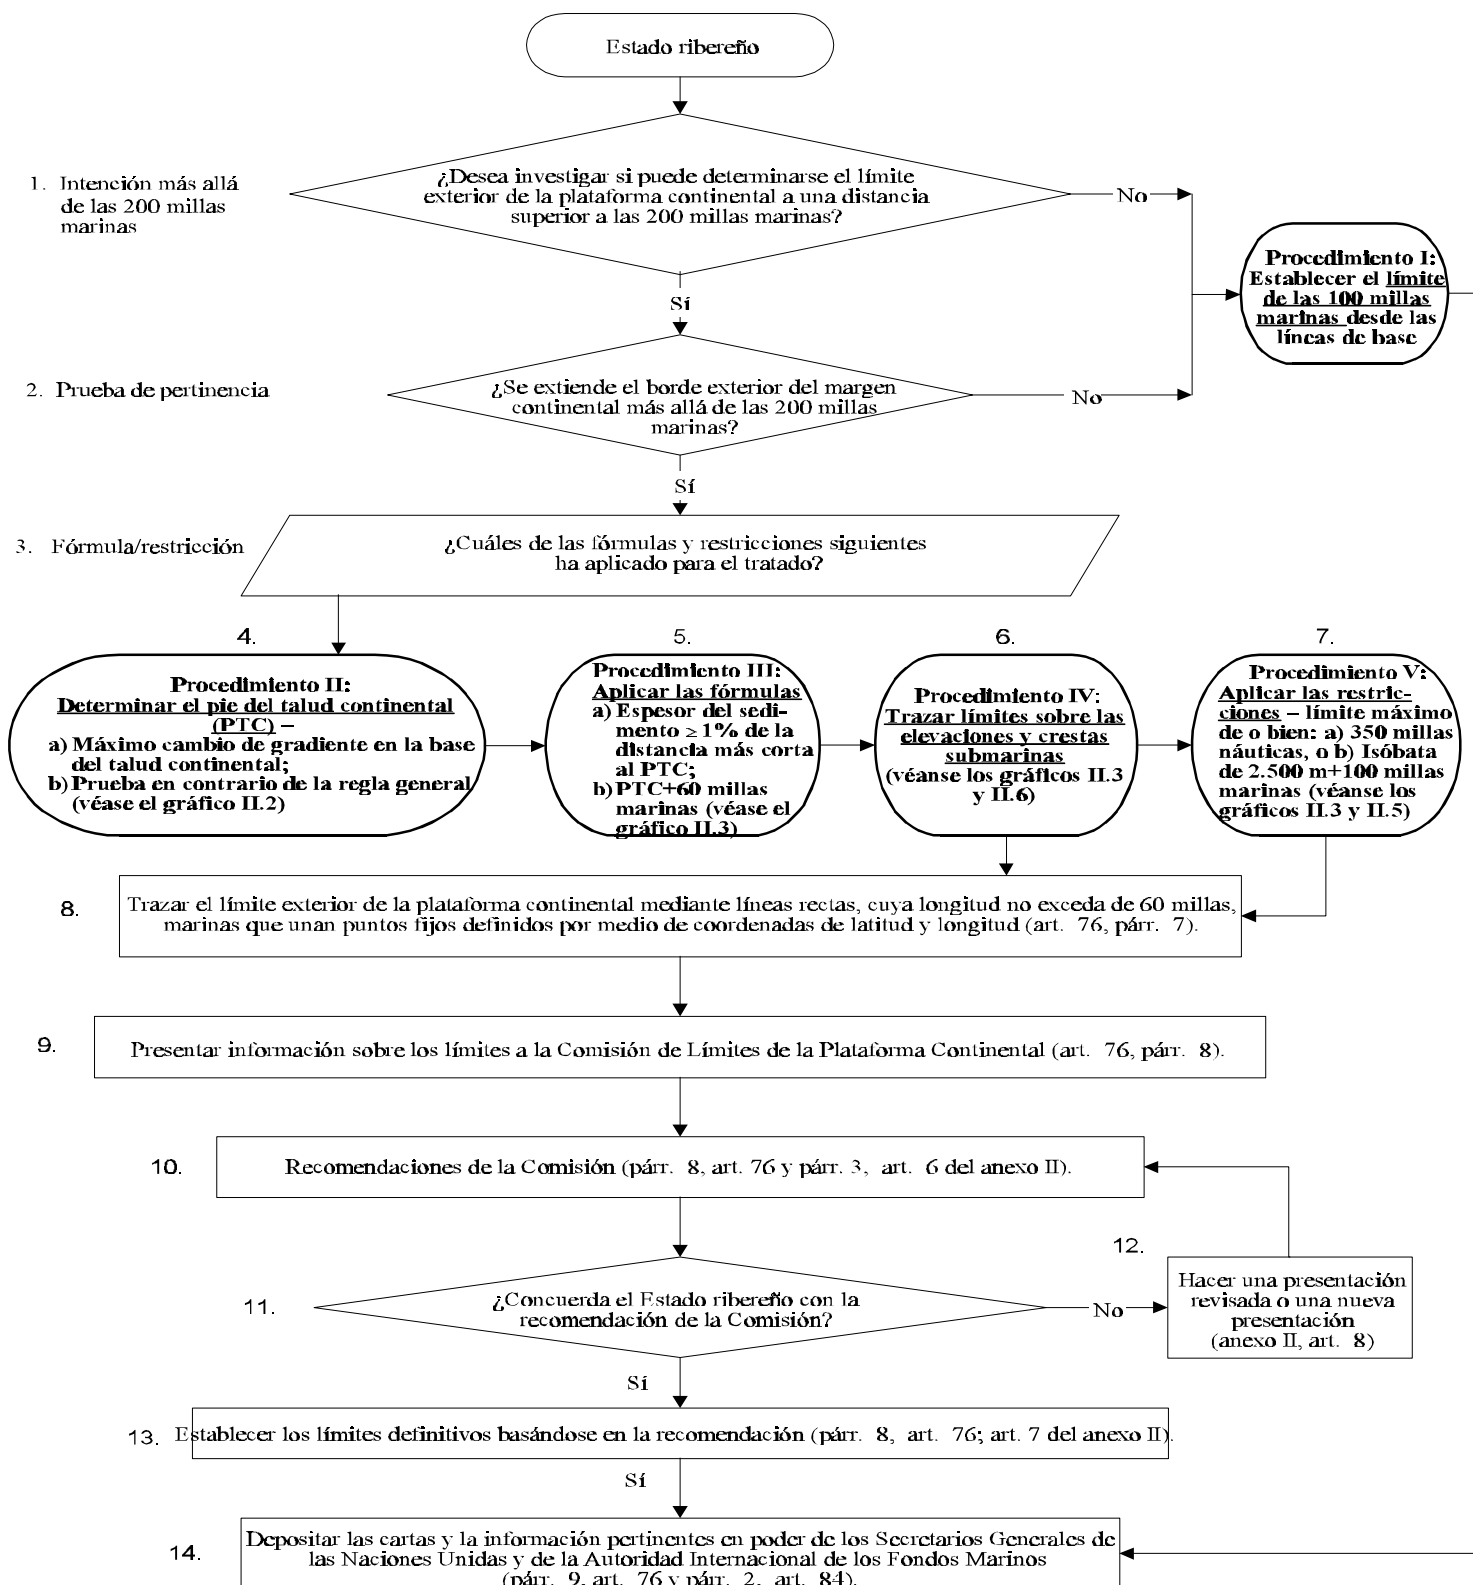 Estado ribereño
1. Intención más allá
de las 200 millas
marinas
¿Desea investigar si puede determinarse el límite
exterior de la plataforma continental a una distancia
superior a las 200 millas marinas?
No
Procedimiento I:
Establecer el límite
de las 100 millas
marinas desde las
líneas de base
Sí
2. Prueba de pertinencia
¿Se extiende el borde exterior del margen
continental más allá de las 200 millas
marinas?
No
Sí
3. Fórmula/restricción
¿Cuáles de las fórmulas y restricciones siguientes
ha aplicado para el tratado?
4.
Procedimiento II:
Determinar el pie del talud continental
(PTC) –
a) Máximo cambio de gradiente en la base
del talud continental;
b) Prueba en contrario de la regla general
(véase el gráfico II.2)
5.
Procedimiento III:
Aplicar las fórmulas
a) Espesor del sedi-
mento ≥ 1% de la
distancia más corta
al PTC;
b) PTC+60 millas
marinas (véase el
gráfico II.3)
6.
Procedimiento IV:
Trazar límites sobre las
elevaciones y crestas
submarinas
(véanse los gráficos II.3
y II.6)
7.
Procedimiento V:
Aplicar las restric-
ciones – límite máximo
de o bien: a) 350 millas
náuticas, o b) Isóbata
de 2.500 m+100 millas
marinas (véanse los
gráficos II.3 y II.5)
8.
Trazar el límite exterior de la plataforma continental mediante líneas rectas, cuya longitud no exceda de 60 millas,
marinas que unan puntos fijos definidos por medio de coordenadas de latitud y longitud (art. 76, párr. 7).
9.
Presentar información sobre los límites a la Comisión de Límites de la Plataforma Continental (art. 76, párr. 8).
10.
Recomendaciones de la Comisión (párr. 8, art. 76 y párr. 3, art. 6 del anexo II).
11.
¿Concuerda el Estado ribereño con la
recomendación de la Comisión?
No
12.
Hacer una presentación
revisada o una nueva
presentación
(anexo II, art. 8)
Sí
13.
Establecer los límites definitivos basándose en la recomendación (párr. 8, art. 76; art. 7 del anexo II).
Sí
14.
Depositar las cartas y la información pertinentes en poder de los Secretarios Generales de
las Naciones Unidas y de la Autoridad Internacional de los Fondos Marinos
(párr. 9, art. 76 y párr. 2, art. 84).